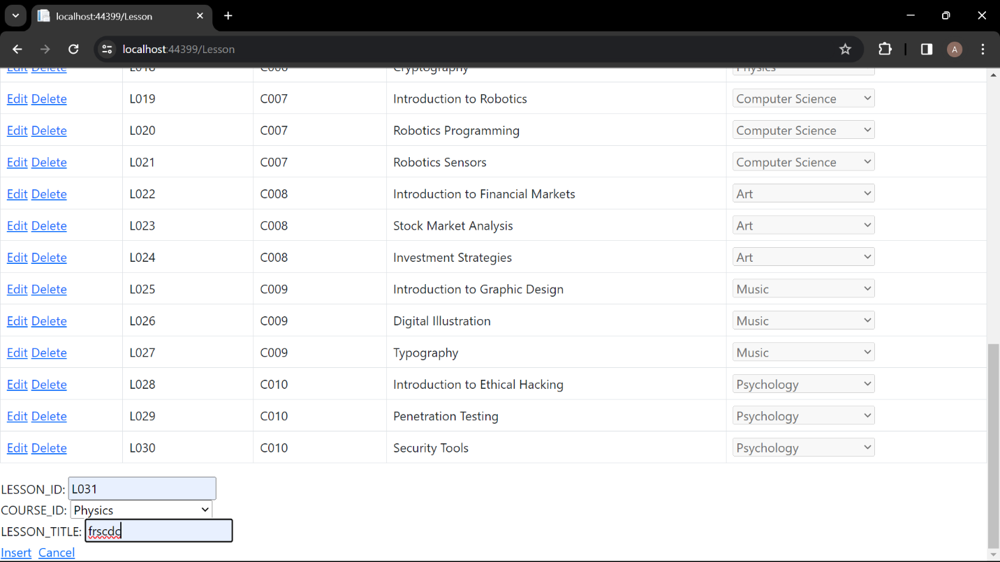 localhost:44399/Lesson
localhost:44399/Lesson
A
Edit Delete L018 C006 Cryptography Physics
Edit Delete L019 C007 Introduction to Robotics Computer Science
Edit Delete L020 C007 Robotics Programming Computer Science
Edit Delete L021 C007 Robotics Sensors Computer Science
Edit Delete L022 C008 Introduction to Financial Markets Art
Edit Delete L023 C008 Stock Market Analysis Art
Edit Delete L024 C008 Investment Strategies Art
Edit Delete L025 C009 Introduction to Graphic Design Music
Edit Delete L026 C009 Digital Illustration Music
Edit Delete L027 C009 Typography Music
Edit Delete L028 C010 Introduction to Ethical Hacking Psychology
Edit Delete L029 C010 Penetration Testing Psychology
Edit Delete L030 C010 Security Tools Psychology
LESSON_ID: L031
COURSE_ID: Physics
LESSON_TITLE: frscdc
Insert Cancel